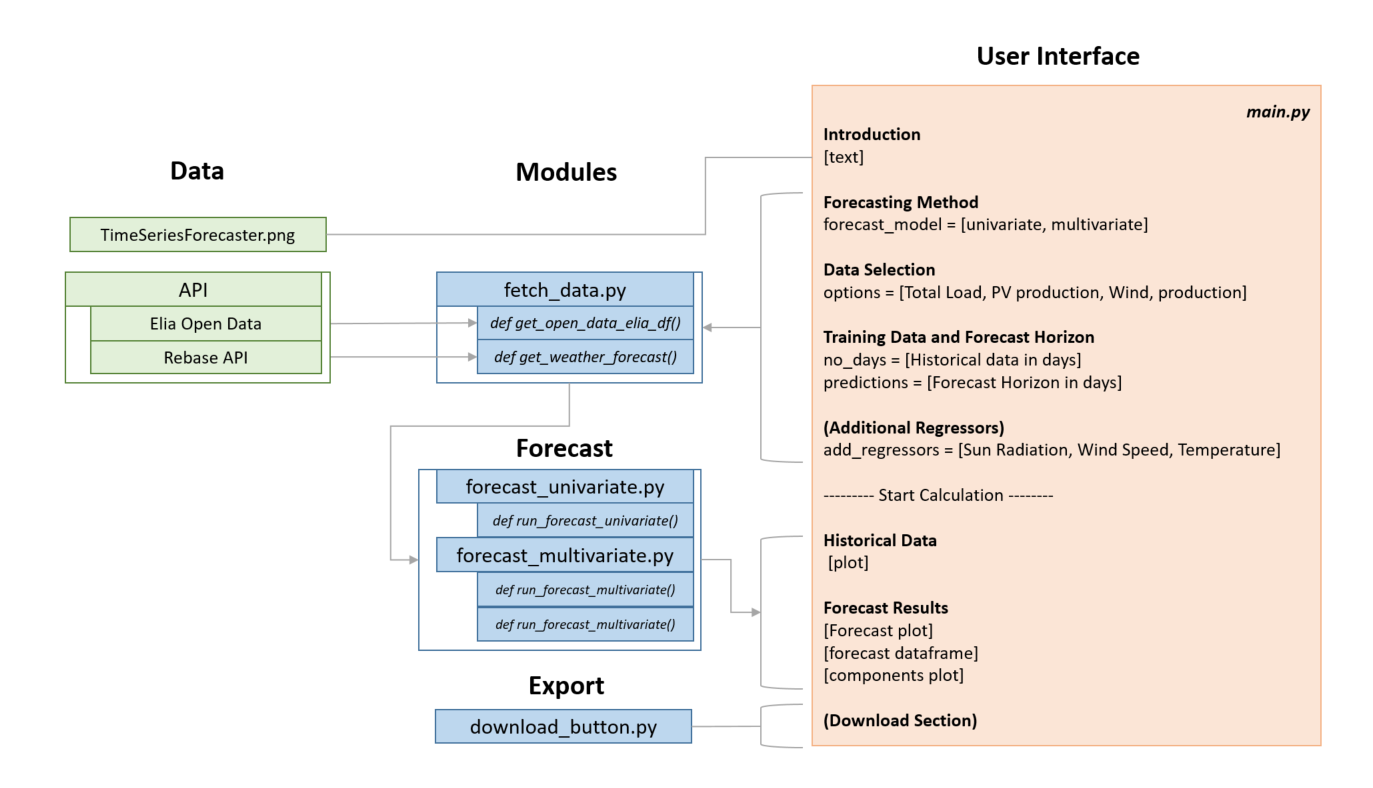 Data
TimeSeriesForecaster.png
API
Elia Open Data
Rebase API
Modules
fetch_data.py
def get_open_data_elia_df()
def get_weather_forecast()
Forecast
forecast_univariate.py
def run_forecast_univariate()
forecast_multivariate.py
def run_forecast_multivariate()
def run_forecast_multivariate()
Export
download_button.py
User Interface
main.py
Introduction
[text]
Forecasting Method
forecast_model = [univariate, multivariate]
Data Selection
options = [Total Load, PV production, Wind, production]
Training Data and Forecast Horizon
no_days = [Historical data in days]
predictions = [Forecast Horizon in days]
(Additional Regressors)
add_regressors = [Sun Radiation, Wind Speed, Temperature]
--------- Start Calculation --------
Historical Data
[plot]
Forecast Results
[Forecast plot]
[forecast dataframe]
[components plot]
(Download Section)